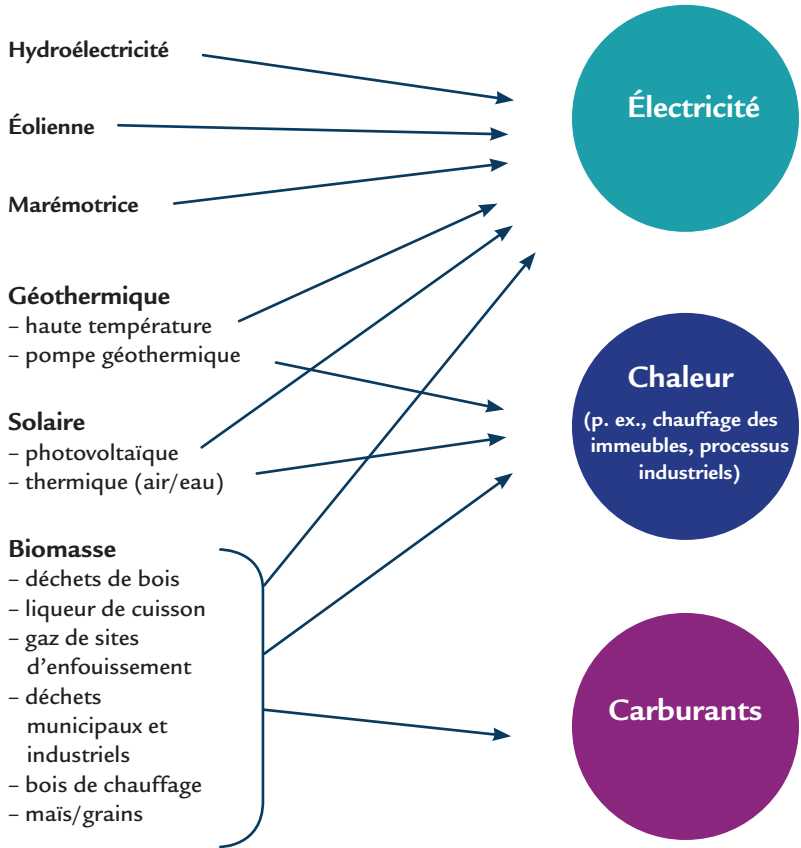 Hydroélectricité
Éolienne
Marémotrice
Géothermique
– haute température
– pompe géothermique
Solaire
– photovoltaïque
– thermique (air/eau)
Biomasse
– déchets de bois
– liqueur de cuisson
– gaz de sites
d’enfouissement
– déchets
municipaux et
industriels
– bois de chauffage
– maïs/grains
Électricité
Chaleur
(p. ex., chauffage des
immeubles, processus
industriels)
Carburants